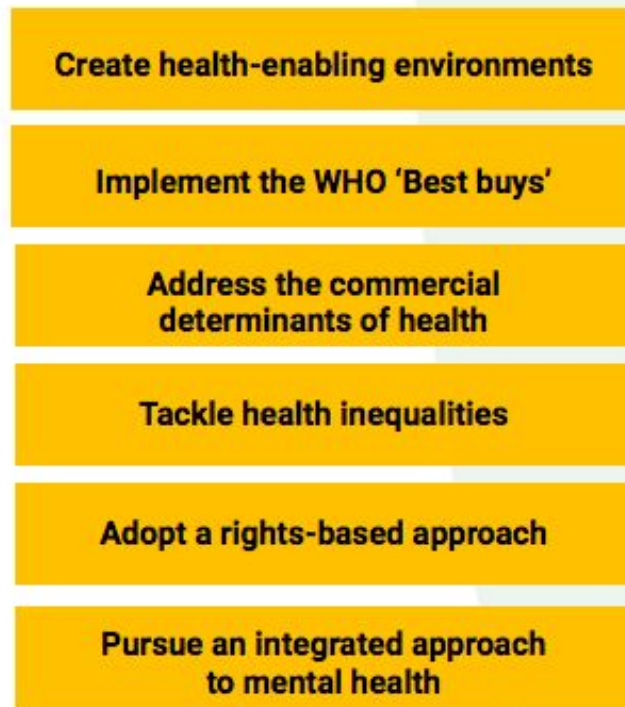 Create health-enabling environments
Implement the WHO ‘Best buys’
Address the commercial
determinants of health
Tackle health inequalities
Adopt a rights-based approach
Pursue an integrated approach
to mental health